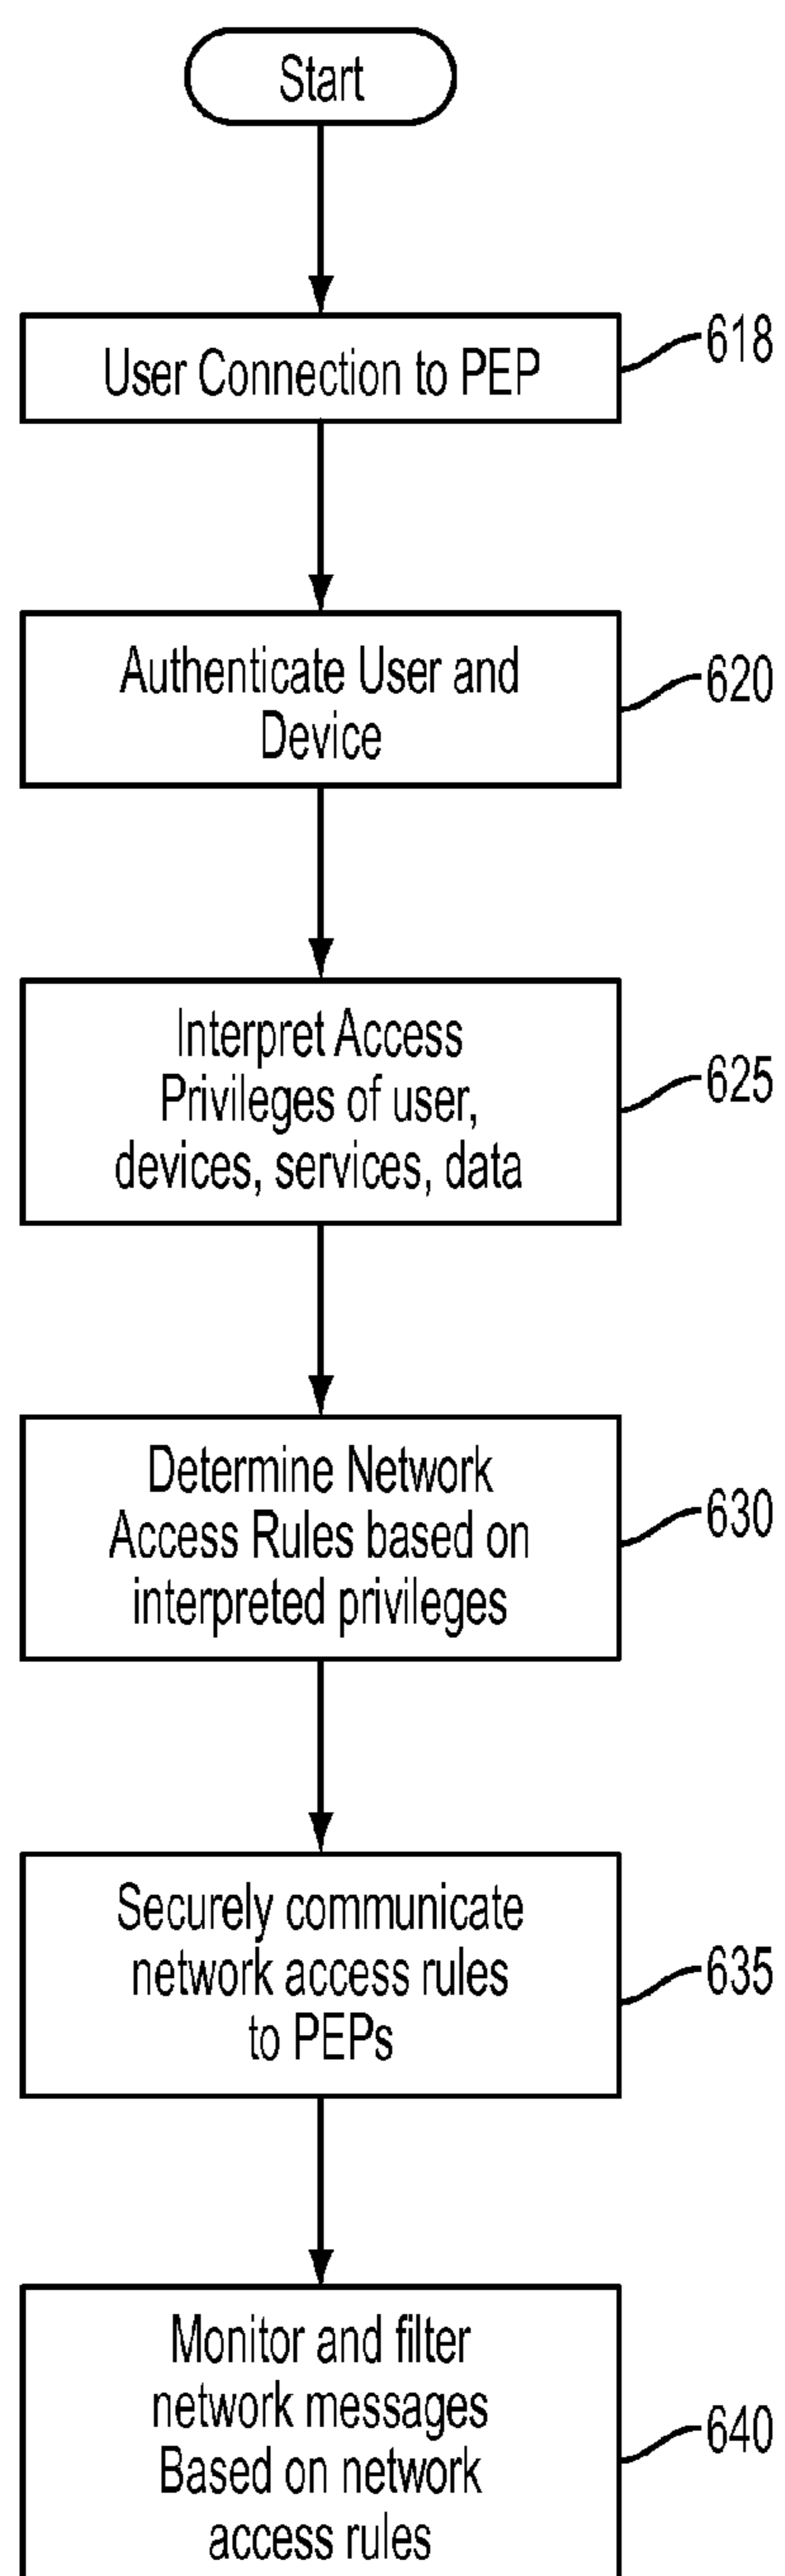 Start
User Connection to PEP
618
Authenticate User and
Device
620
Interpret Access
Privileges of user,
devices, services, data
625
Determine Network
Access Rules based on
interpreted privileges
630
Securely communicate
network access rules
to PEPs
635
Monitor and filter
network messages
Based on network
access rules
640